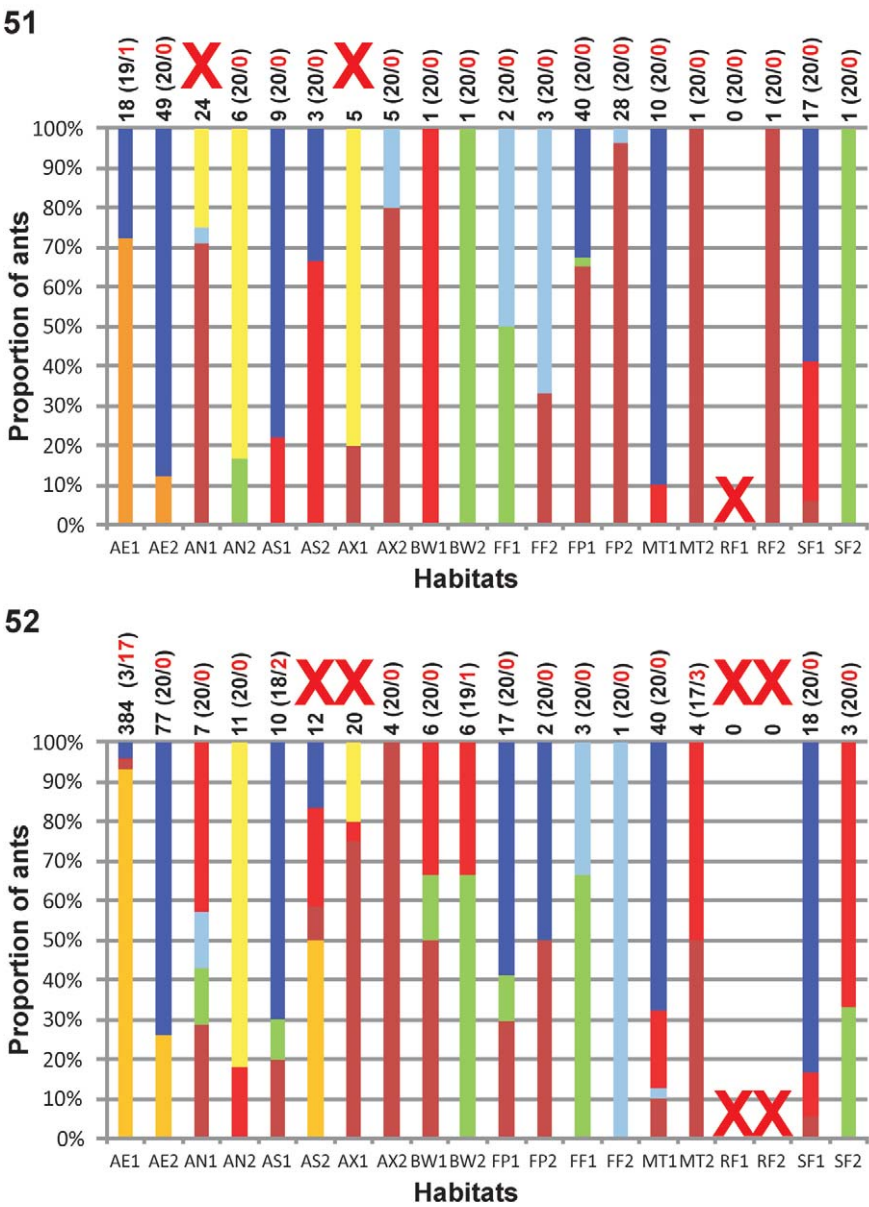 51
18 (19/1) 49 (20/0) X 24 6 (20/0) 9 (20/0) 3 (20/0) X 5 5 (20/0) 1 (20/0) 1 (20/0) 2 (20/0) 3 (20/0) 40 (20/0) 28 (20/0) 10 (20/0) 1 (20/0) 0 (20/0) 1 (20/0) 17 (20/0) 1 (20/0)
100%
90%
80%
70%
60%
50%
40%
30%
20%
10%
0%
Proportion of ants
X
AE1 AE2 AN1 AN2 AS1 AS2 AX1 AX2 BW1 BW2 FF1 FF2 FP1 FP2 MT1 MT2 RF1 RF2 SF1 SF2
Habitats
52
384 (3/17) 77 (20/0) 7 (20/0) 11 (20/0) 10 (18/2) X 12 X 20 4 (20/0) 6 (20/0) 6 (19/1) 17 (20/0) 2 (20/0) 3 (20/0) 1 (20/0) 40 (20/0) 4 (17/3) X 0 X 0 18 (20/0) 3 (20/0)
100%
90%
80%
70%
60%
50%
40%
30%
20%
10%
0%
Proportion of ants
X X
AE1 AE2 AN1 AN2 AS1 AS2 AX1 AX2 BW1 BW2 FP1 FP2 FF1 FF2 MT1 MT2 RF1 RF2 SF1 SF2
Habitats